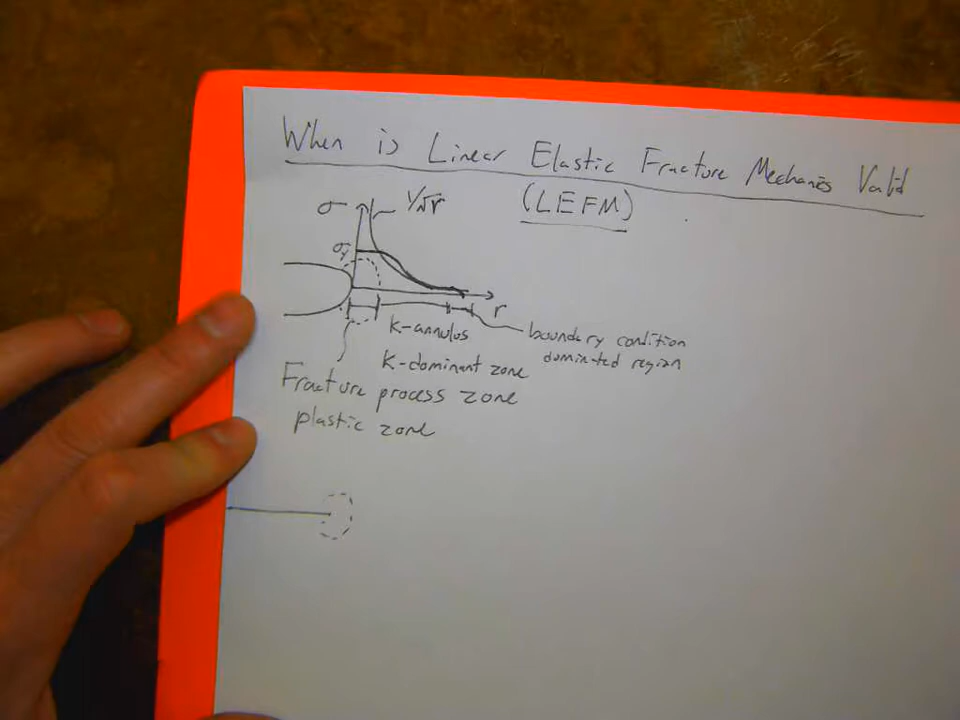 When is Linear Elastic Fracture Mechanics Valid
(LEFM)
σ 1/√r
σy
r
K-annulus
boundary condition
dominated region
K-dominant zone
Fracture process zone
plastic zone